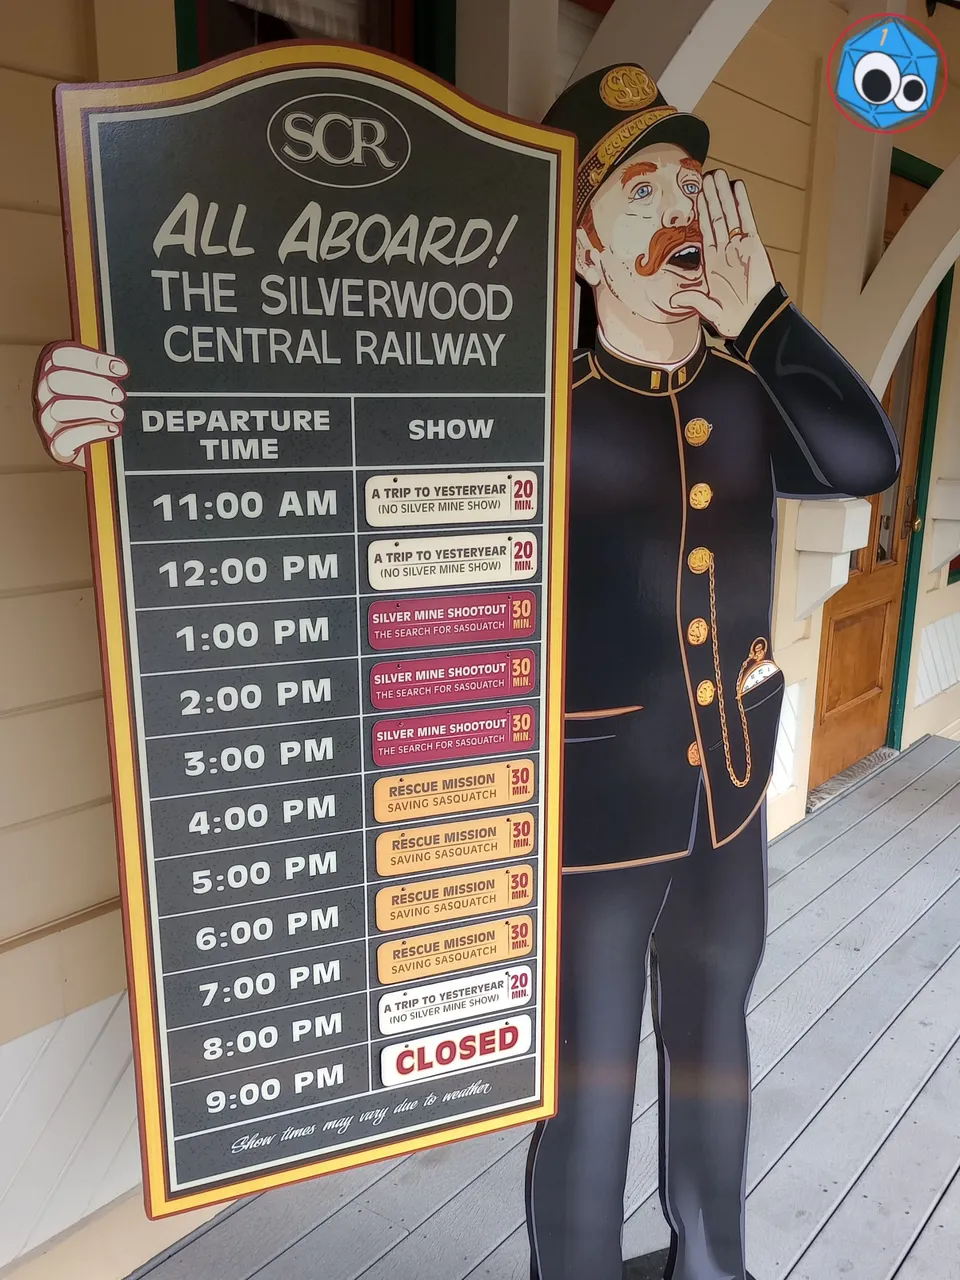 SCR
ALL ABOARD!
THE SILVERWOOD
CENTRAL RAILWAY
DEPARTURE TIME
SHOW
11:00 AM
A TRIP TO YESTERYEAR
(NO SILVER MINE SHOW)
20 MIN.
12:00 PM
A TRIP TO YESTERYEAR
(NO SILVER MINE SHOW)
20 MIN.
1:00 PM
SILVER MINE SHOOTOUT
THE SEARCH FOR SASQUATCH
30 MIN.
2:00 PM
SILVER MINE SHOOTOUT
THE SEARCH FOR SASQUATCH
30 MIN.
3:00 PM
SILVER MINE SHOOTOUT
THE SEARCH FOR SASQUATCH
30 MIN.
4:00 PM
RESCUE MISSION
SAVING SASQUATCH
30 MIN.
5:00 PM
RESCUE MISSION
SAVING SASQUATCH
30 MIN.
6:00 PM
RESCUE MISSION
SAVING SASQUATCH
30 MIN.
7:00 PM
RESCUE MISSION
SAVING SASQUATCH
30 MIN.
8:00 PM
A TRIP TO YESTERYEAR
(NO SILVER MINE SHOW)
20 MIN.
9:00 PM
CLOSED
Show times may vary due to weather
SCR
CONDUCTOR
1